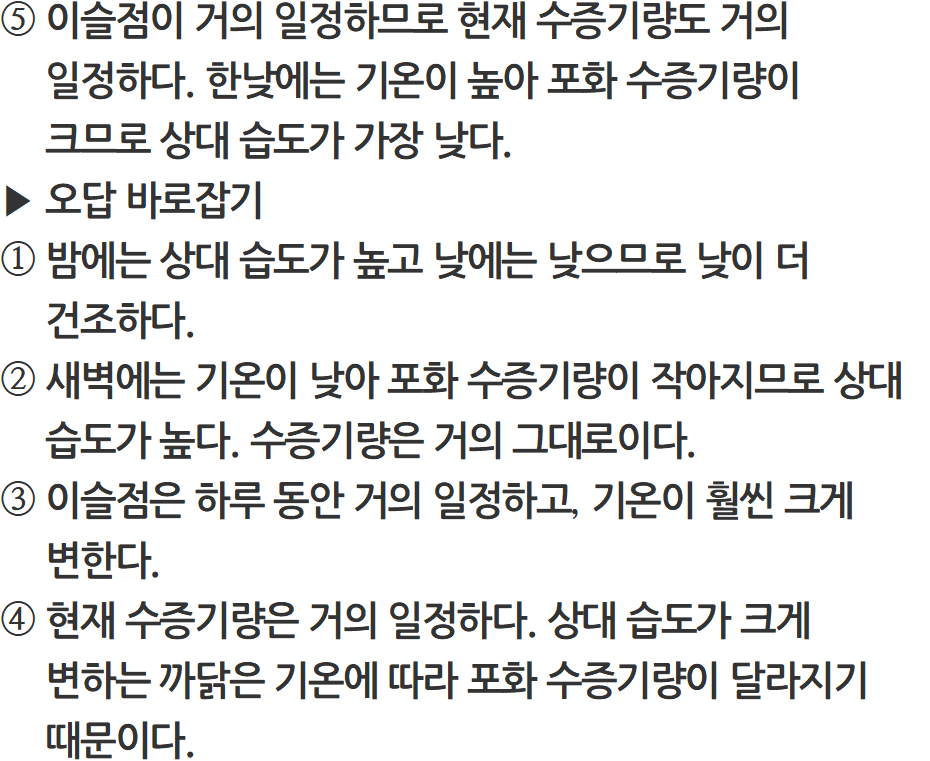 ⑤ 이슬점이 거의 일정하므로 현재 수증기량도 거의
일정하다. 한낮에는 기온이 높아 포화 수증기량이
크므로 상대 습도가 가장 낮다.
▶ 오답 바로잡기
① 밤에는 상대 습도가 높고 낮에는 낮으므로 낮이 더
건조하다.
② 새벽에는 기온이 낮아 포화 수증기량이 작아지므로 상대
습도가 높다. 수증기량은 거의 그대로이다.
③ 이슬점은 하루 동안 거의 일정하고, 기온이 훨씬 크게
변한다.
④ 현재 수증기량은 거의 일정하다. 상대 습도가 크게
변하는 까닭은 기온에 따라 포화 수증기량이 달라지기
때문이다.